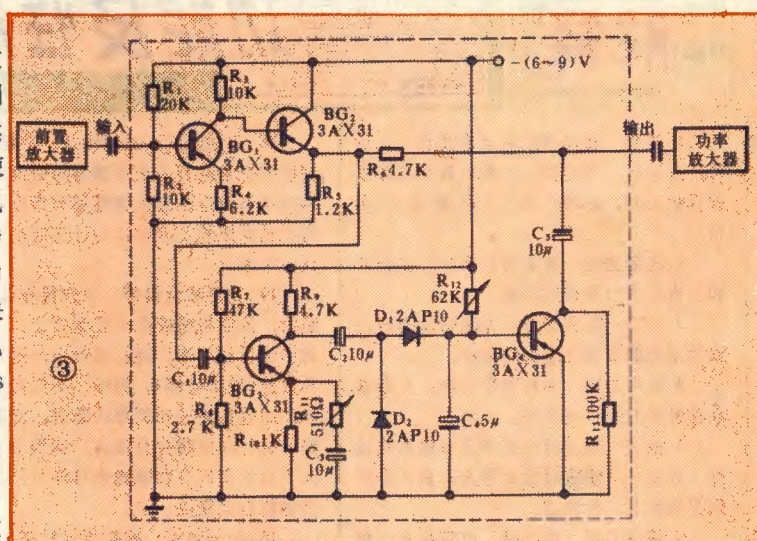 -(6~9)V
R₁
20K
R₃
10K
BG₂
3AX31
输入
输出
前置
放大器
功率
放大器
BG₁
3AX31
R₆4.7K
R₂
10K
R₄
6.2K
R₅
1.2K
C₅
10μ
R₇
47K
R₉
4.7K
R₁₂
62K
D₁2AP10
C₂10μ
BG₄
3AX31
③
C₁10μ
BG₃
3AX31
R₁₁
510Ω
D₂
2AP10
C₄5μ
R₁₃100K
R₈
2.7K
R₁₀1K
C₃
10μ